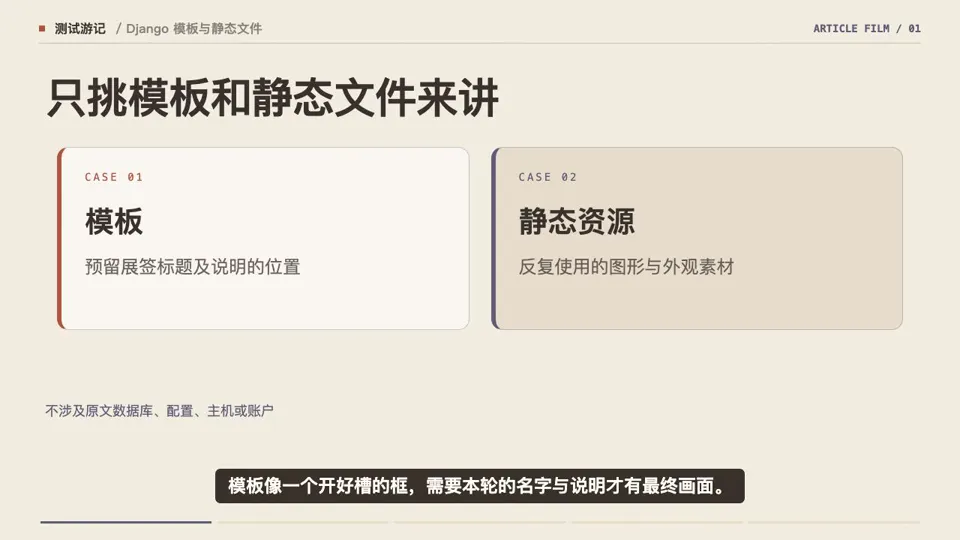 测试游记 / Django 模板与静态文件
ARTICLE FILM / 01
只挑模板和静态文件来讲
CASE 01
模板
预留展签标题及说明的位置
CASE 02
静态资源
反复使用的图形与外观素材
不涉及原文数据库、配置、主机或账户
模板像一个开好槽的框，需要本轮的名字与说明才有最终画面。